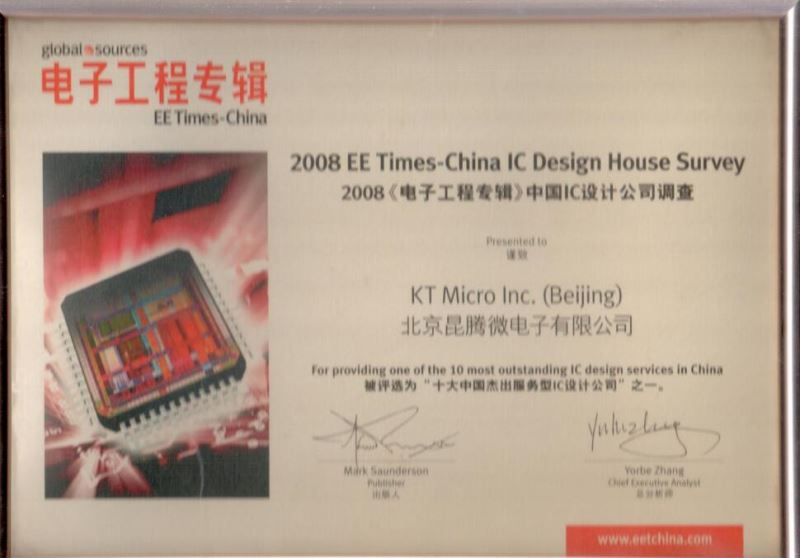 global sources
电子工程专辑
EE Times-China
2008 EE Times-China IC Design House Survey
2008《电子工程专辑》中国IC设计公司调查
Presented to
谨致
KT Micro Inc. (Beijing)
北京昆腾微电子有限公司
For providing one of the 10 most outstanding IC design services in China
被评选为“十大中国杰出服务型IC设计公司”之一。
Mark Saunderson
Publisher
出版人
Yorbe Zhang
Chief Executive Analyst
总分析师
www.eetchina.com